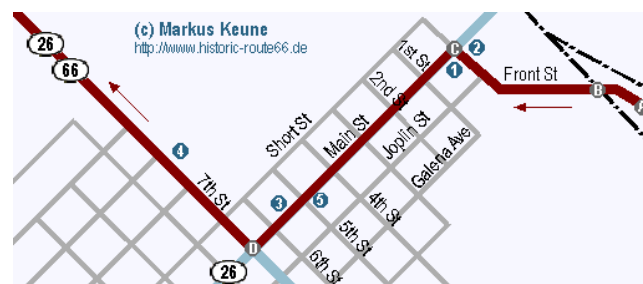 (c) Markus Keune
http://www.historic-route66.de
26
66
1st St
C
2
1
Front St
B
A
2nd St
Short St
Main St
Joplin St
Galena Ave
4
7th St
3
5
4th St
5th St
6th St
D
26